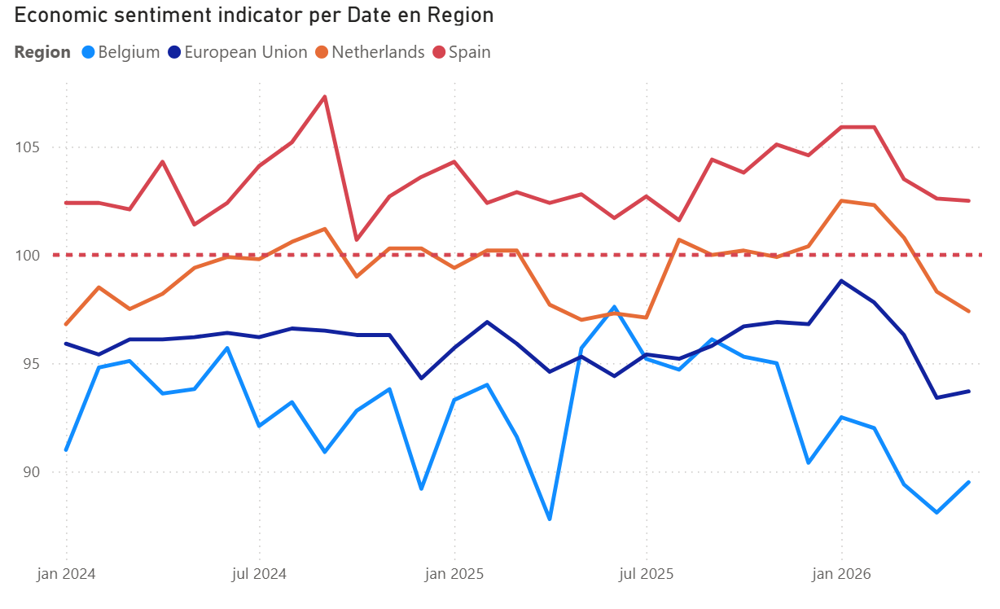 Economic sentiment indicator per Date en Region
Region Belgium European Union Netherlands Spain
105
100
95
90
jan 2024 jul 2024 jan 2025 jul 2025 jan 2026